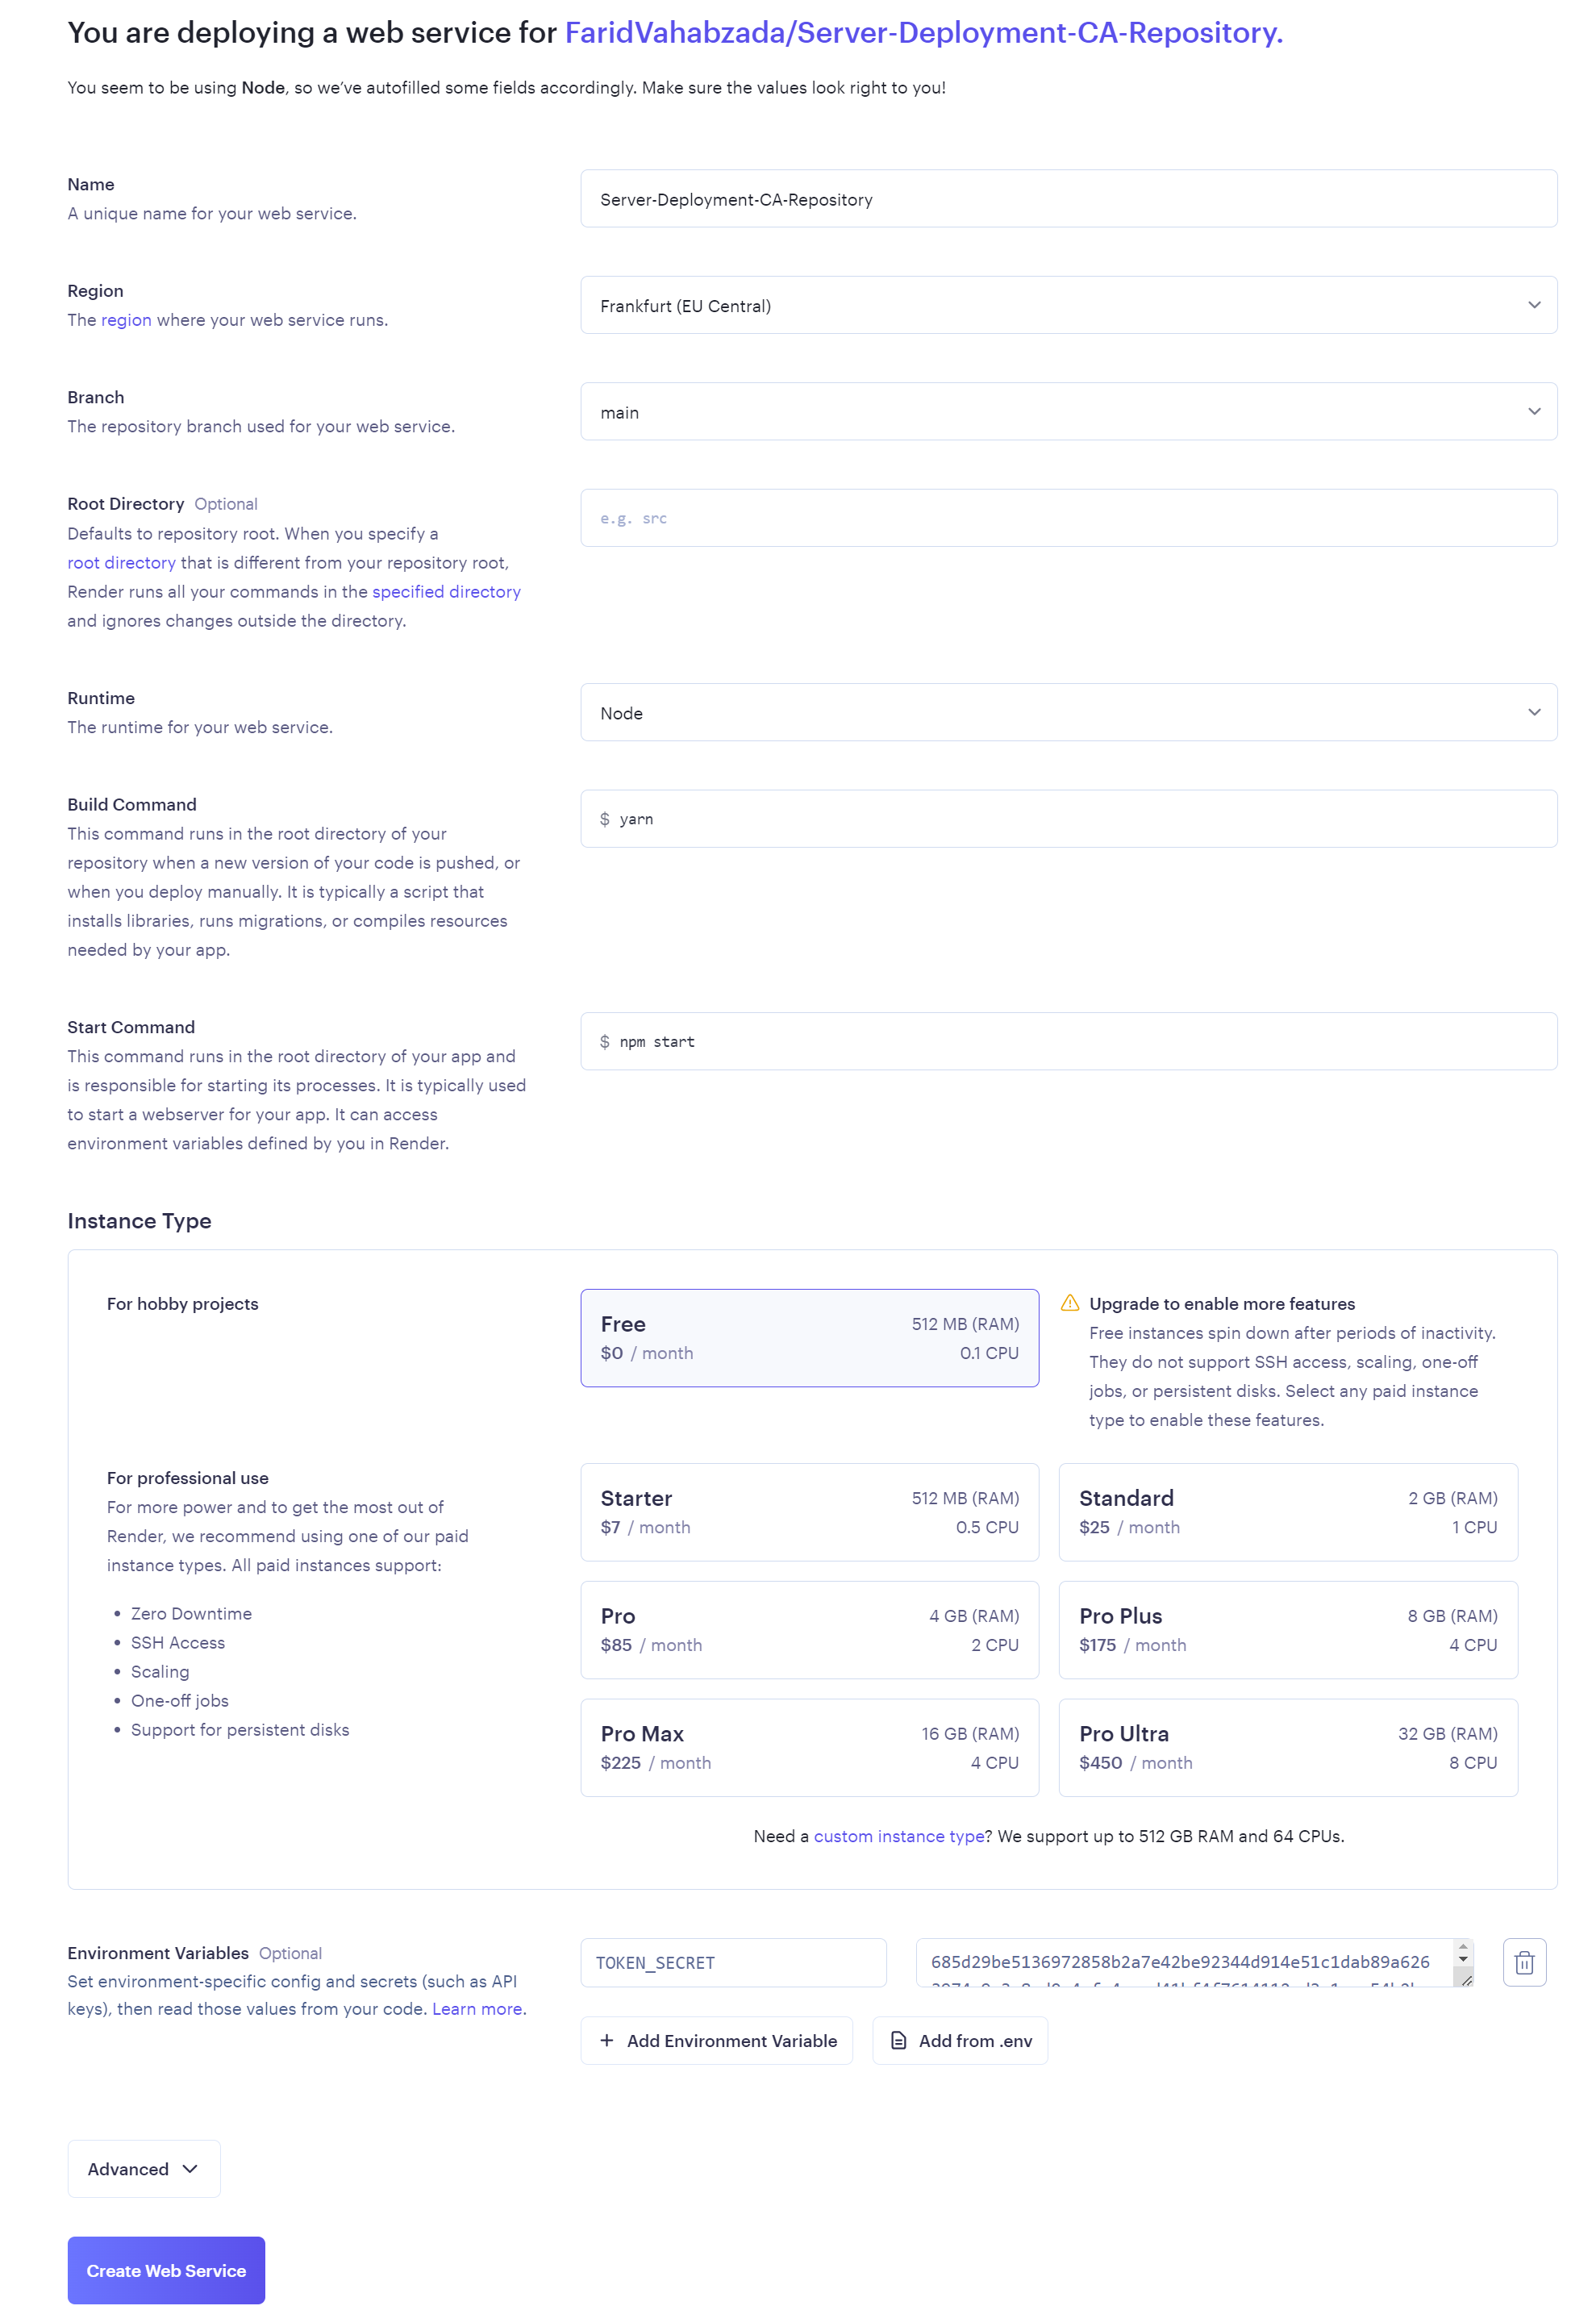 You are deploying a web service for FaridVahabzada/Server-Deployment-CA-Repository.
You seem to be using Node, so we’ve autofilled some fields accordingly. Make sure the values look right to you!
Name
A unique name for your web service.
Server-Deployment-CA-Repository
Region
The region where your web service runs.
Frankfurt (EU Central)
Branch
The repository branch used for your web service.
main
Root Directory Optional
Defaults to repository root. When you specify a
root directory that is different from your repository root,
Render runs all your commands in the specified directory
and ignores changes outside the directory.
e.g. src
Runtime
The runtime for your web service.
Node
Build Command
This command runs in the root directory of your
repository when a new version of your code is pushed, or
when you deploy manually. It is typically a script that
installs libraries, runs migrations, or compiles resources
needed by your app.
$ yarn
Start Command
This command runs in the root directory of your app and
is responsible for starting its processes. It is typically used
to start a webserver for your app. It can access
environment variables defined by you in Render.
$ npm start
Instance Type
For hobby projects
Free 512 MB (RAM)
$0 / month 0.1 CPU
Upgrade to enable more features
Free instances spin down after periods of inactivity.
They do not support SSH access, scaling, one-off
jobs, or persistent disks. Select any paid instance
type to enable these features.
For professional use
For more power and to get the most out of
Render, we recommend using one of our paid
instance types. All paid instances support:
• Zero Downtime
• SSH Access
• Scaling
• One-off jobs
• Support for persistent disks
Starter 512 MB (RAM)
$7 / month 0.5 CPU
Standard 2 GB (RAM)
$25 / month 1 CPU
Pro 4 GB (RAM)
$85 / month 2 CPU
Pro Plus 8 GB (RAM)
$175 / month 4 CPU
Pro Max 16 GB (RAM)
$225 / month 4 CPU
Pro Ultra 32 GB (RAM)
$450 / month 8 CPU
Need a custom instance type? We support up to 512 GB RAM and 64 CPUs.
Environment Variables Optional
Set environment-specific config and secrets (such as API
keys), then read those values from your code. Learn more.
TOKEN_SECRET
685d29be5136972858b2a7e42be92344d914e51c1dab89a626
+ Add Environment Variable
Add from .env
Advanced
Create Web Service